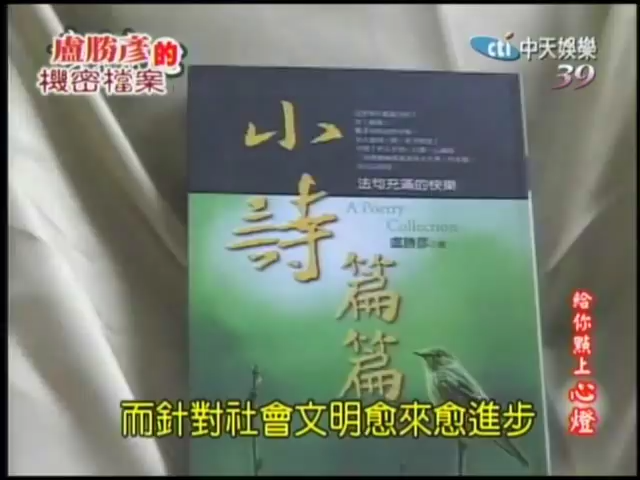 盧勝彥的
機密檔案
cti 中天娛樂
39
小詩篇篇
法句充滿的快樂
A Poetry
Collection
盧勝彥
給你點上心燈
而針對社會文明愈來愈進步